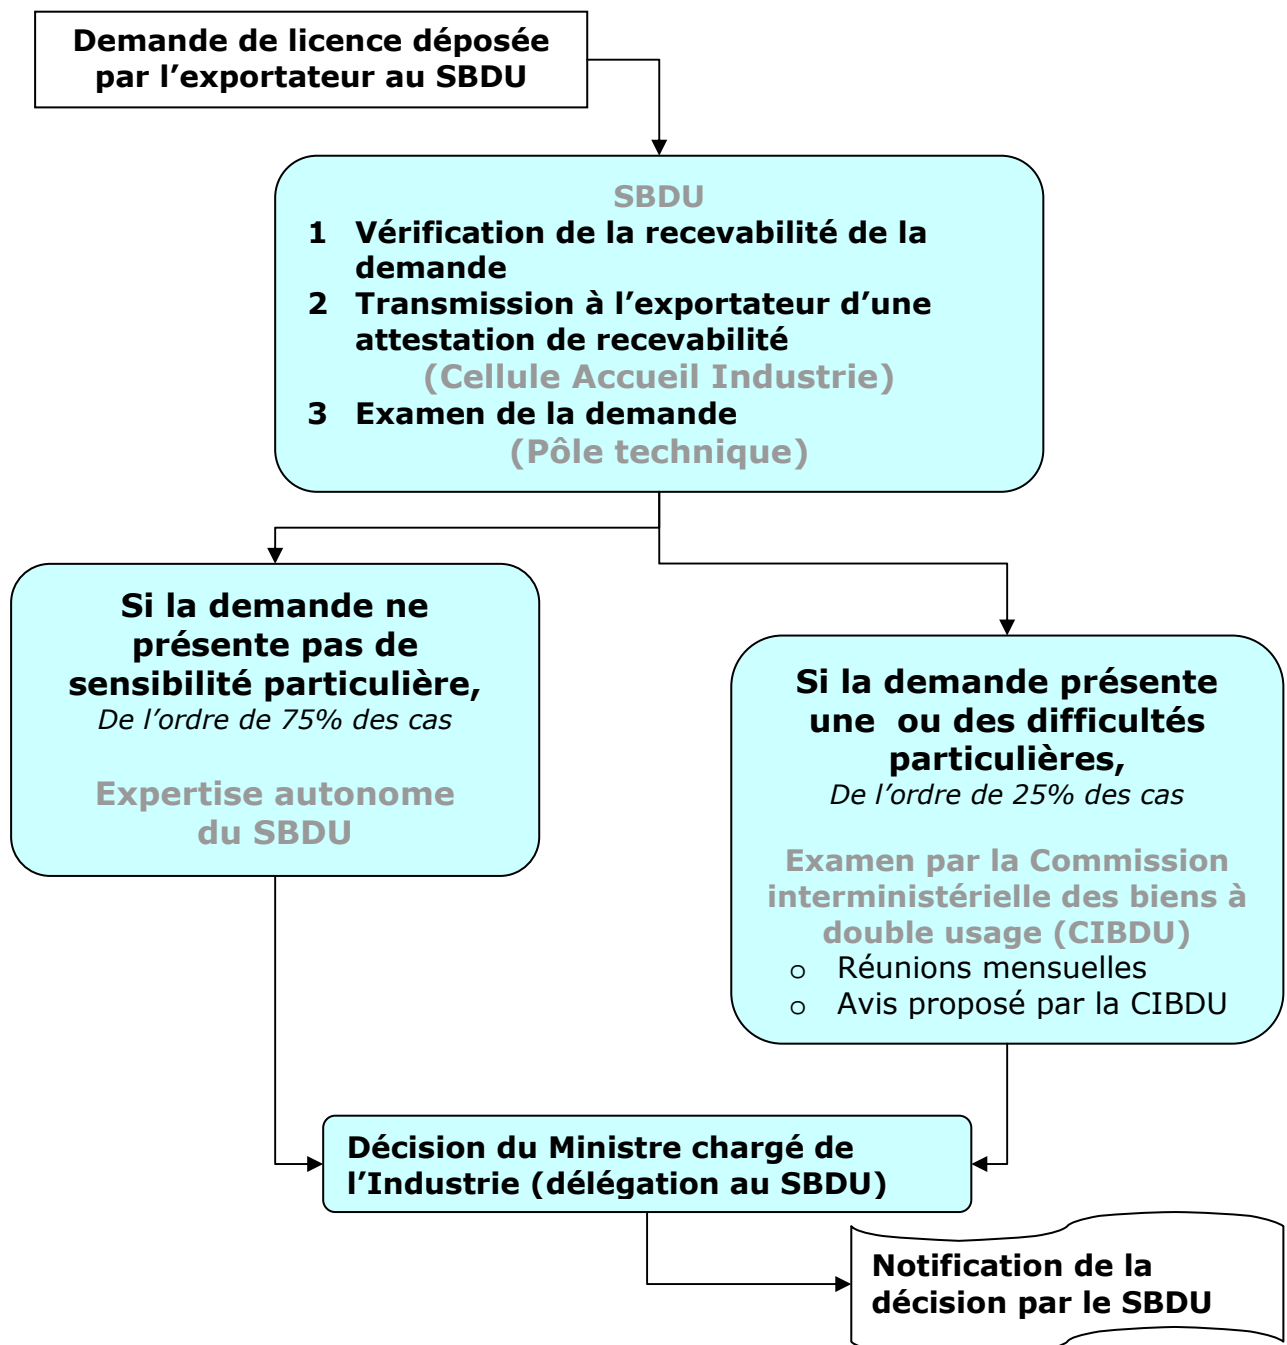 Demande de licence déposée
par l’exportateur au SBDU
SBDU
1 Vérification de la recevabilité de la
demande
2 Transmission à l’exportateur d’une
attestation de recevabilité
(Cellule Accueil Industrie)
3 Examen de la demande
(Pôle technique)
Si la demande ne
présente pas de
sensibilité particulière,
De l’ordre de 75% des cas
Expertise autonome
du SBDU
Si la demande présente
une ou des difficultés
particulières,
De l’ordre de 25% des cas
Examen par la Commission
interministérielle des biens à
double usage (CIBDU)
o Réunions mensuelles
o Avis proposé par la CIBDU
Décision du Ministre chargé de
l’Industrie (délégation au SBDU)
Notification de la
décision par le SBDU